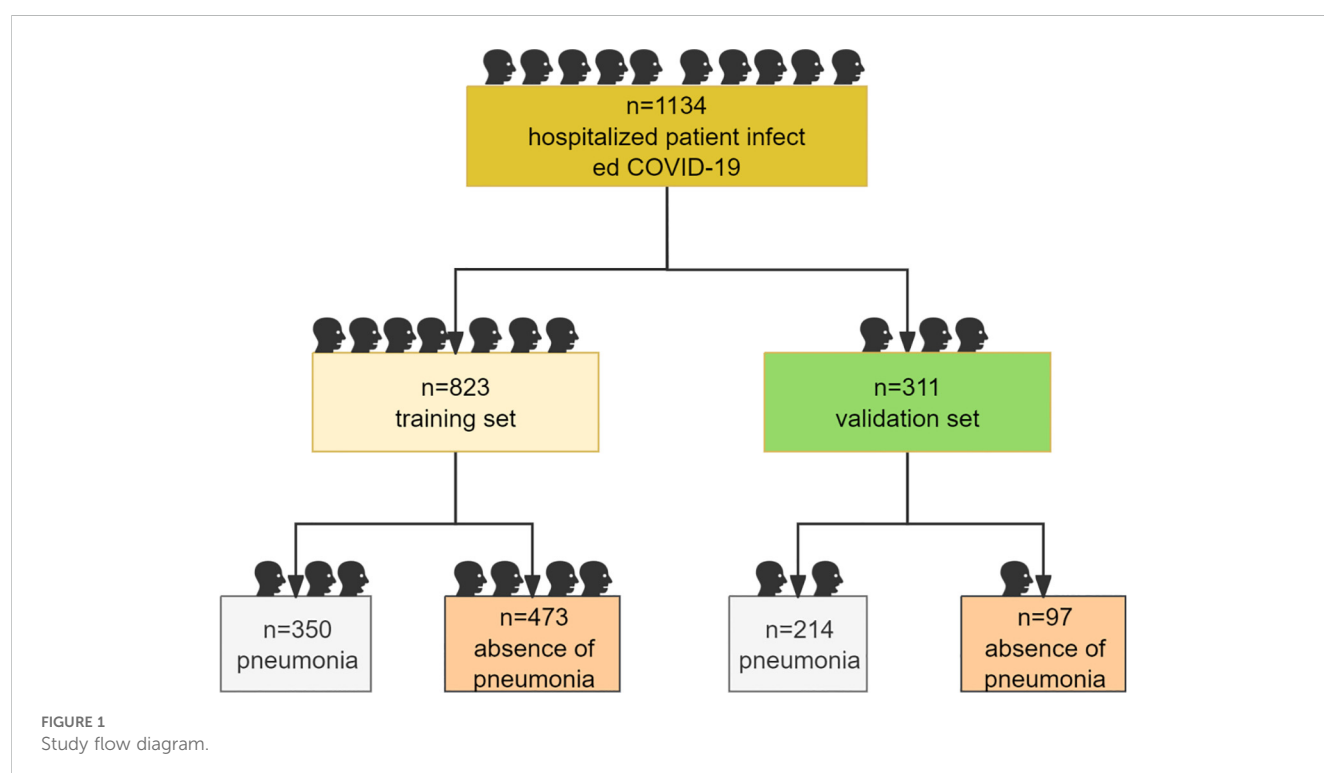 n=1134
hospitalized patient infect
ed COVID-19
n=823
training set
n=311
validation set
n=350
pneumonia
n=473
absence of
pneumonia
n=214
pneumonia
n=97
absence of
pneumonia
FIGURE 1
Study flow diagram.